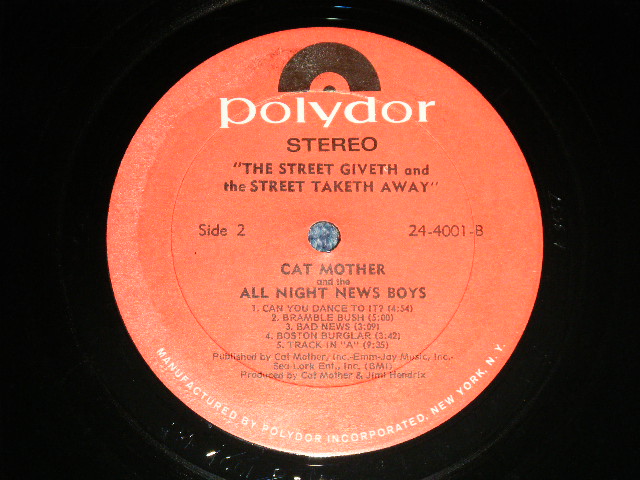 polydor
STEREO
"THE STREET GIVETH and
the STREET TAKETH AWAY"
Side 2
24-4001-B
CAT MOTHER
and the
ALL NIGHT NEWS BOYS
1. CAN YOU DANCE TO IT? (4:54)
2. BRAMBLE BUSH (5:00)
3. BAD NEWS (3:09)
4. BOSTON BURGLAR (3:42)
5. TRACK IN "A" (9:35)
Published by Cat Mother, Inc.-Emm-Jay Music, Inc.-
Sea-Lark Ent., Inc. (BMI)
Produced by Cat Mother & Jimi Hendrix
MANUFACTURED BY POLYDOR INCORPORATED, NEW YORK, N.Y.